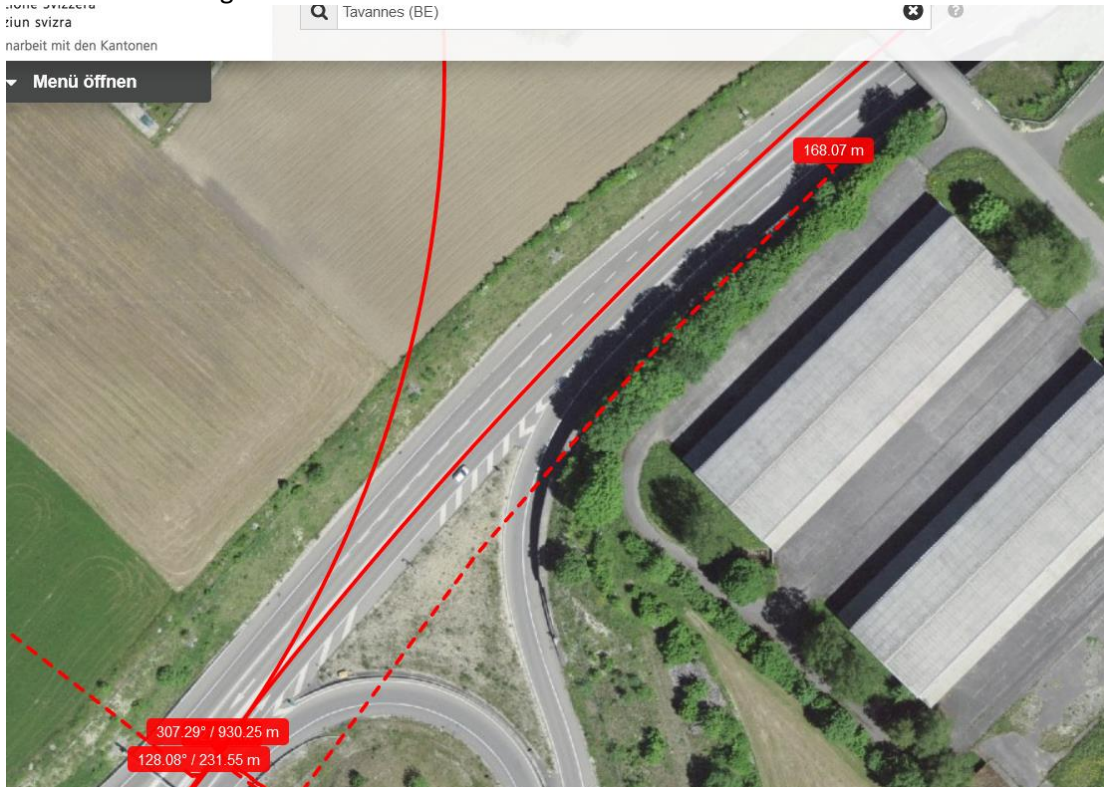 ziun svizra
Tavannes (BE)
marbeit mit den Kantonen
Menü öffnen
168.07 m
307.29° / 930.25 m
128.08° / 231.55 m